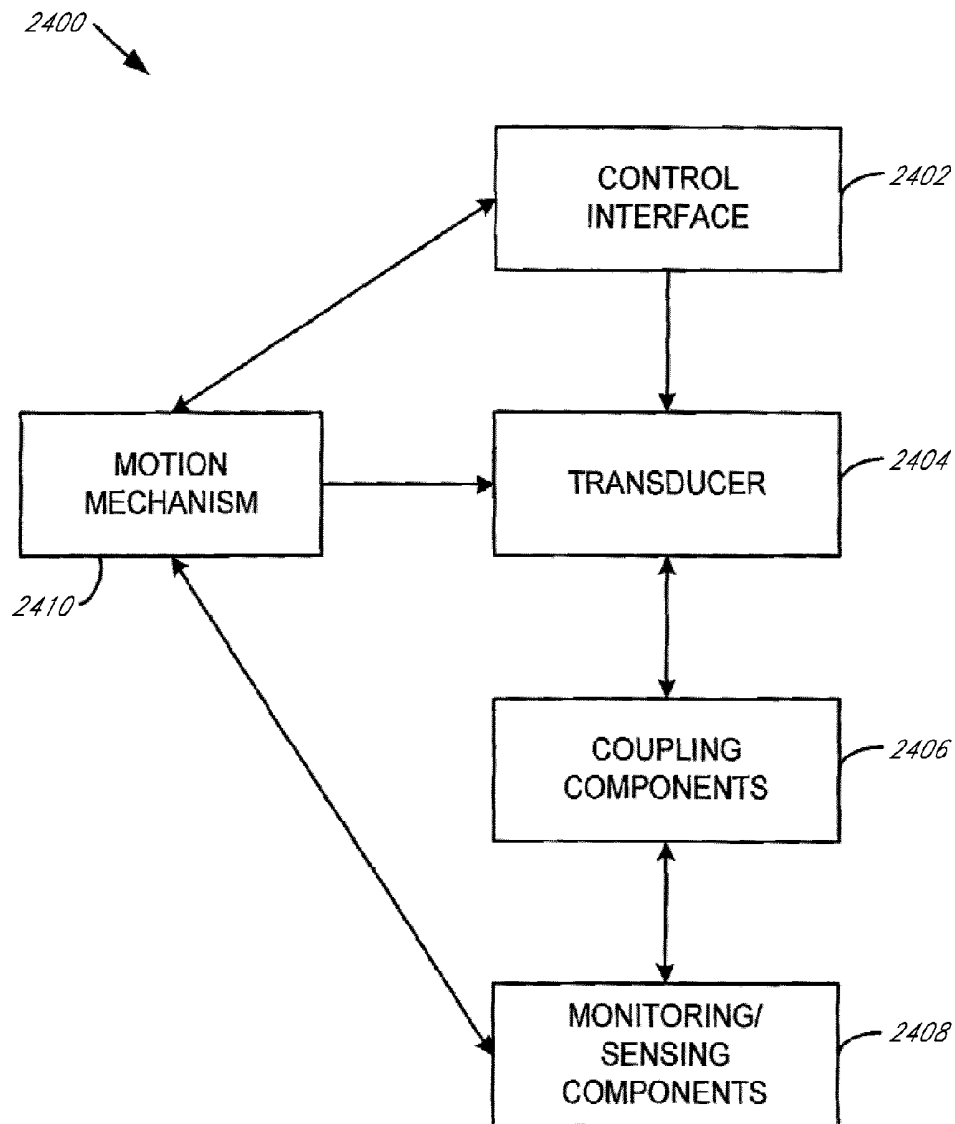 2400
CONTROL
INTERFACE
2402
MOTION
MECHANISM
2410
TRANSDUCER
2404
COUPLING
COMPONENTS
2406
MONITORING/
SENSING
COMPONENTS
2408